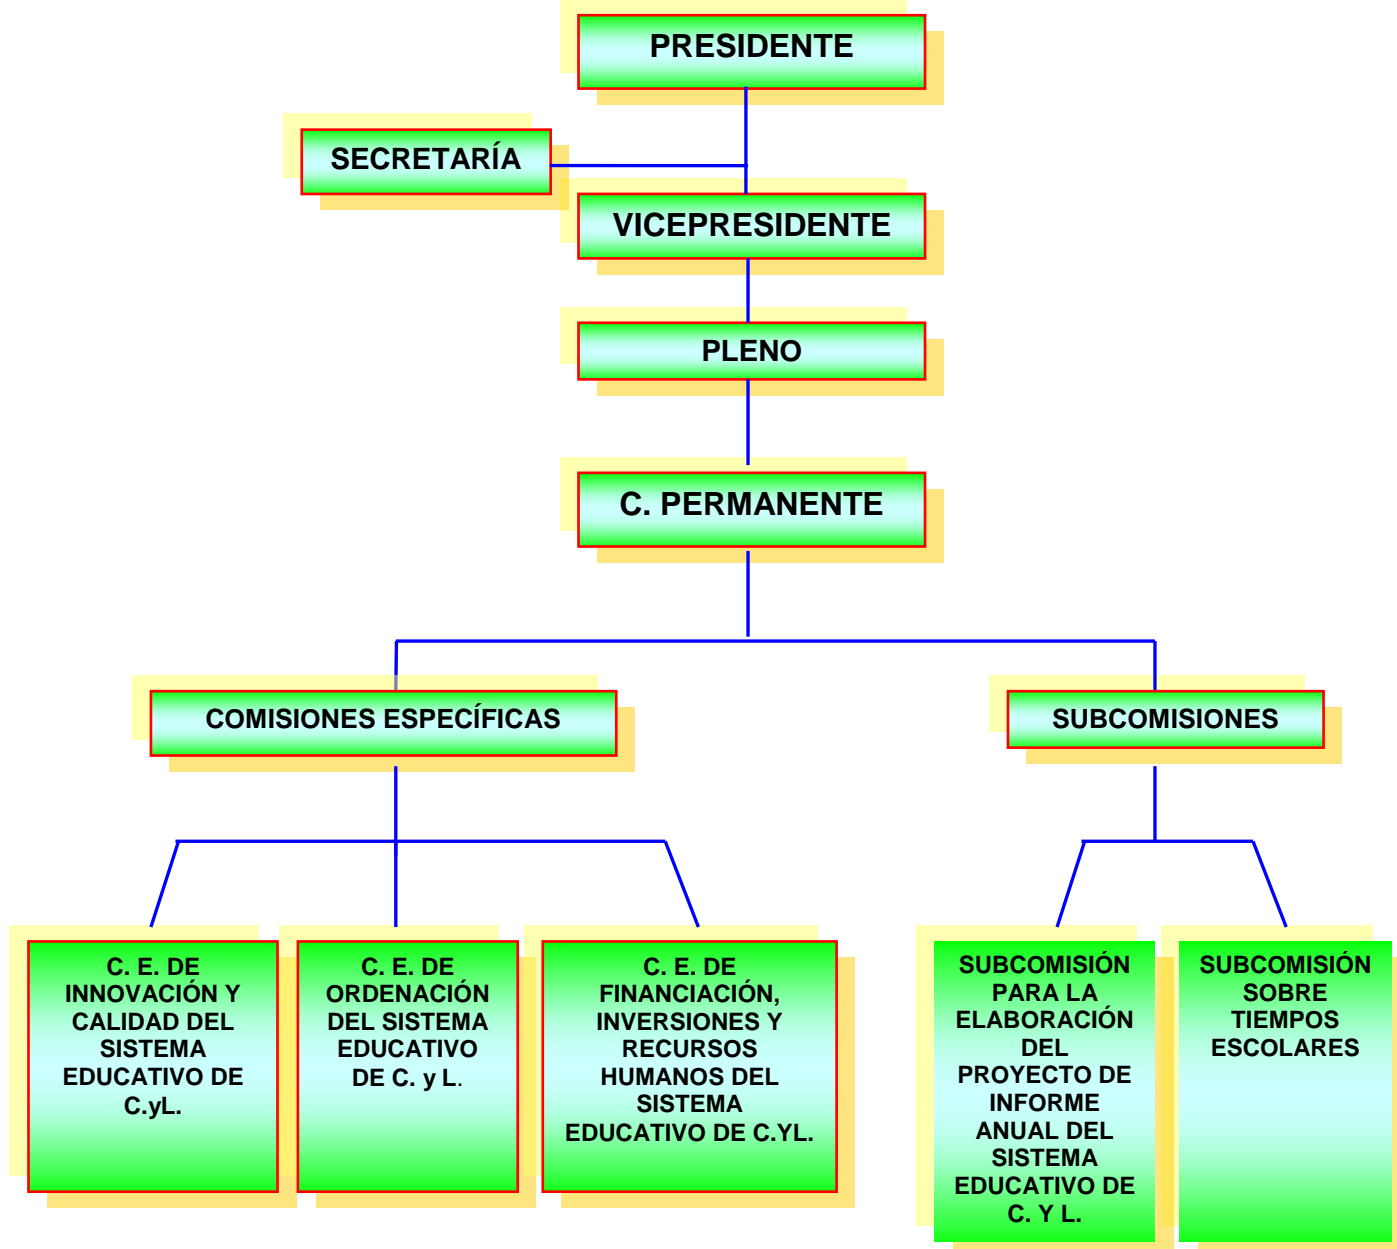 PRESIDENTE
SECRETARÍA
VICEPRESIDENTE
PLENO
C. PERMANENTE
COMISIONES ESPECÍFICAS
SUBCOMISIONES
C. E. DE
INNOVACIÓN Y
CALIDAD DEL
SISTEMA
EDUCATIVO DE
C.yL.
C. E. DE
ORDENACIÓN
DEL SISTEMA
EDUCATIVO
DE C. y L.
C. E. DE
FINANCIACIÓN,
INVERSIONES Y
RECURSOS
HUMANOS DEL
SISTEMA
EDUCATIVO DE C.YL.
SUBCOMISIÓN
PARA LA
ELABORACIÓN
DEL
PROYECTO DE
INFORME
ANUAL DEL
SISTEMA
EDUCATIVO DE
C. Y L.
SUBCOMISIÓN
SOBRE
TIEMPOS
ESCOLARES